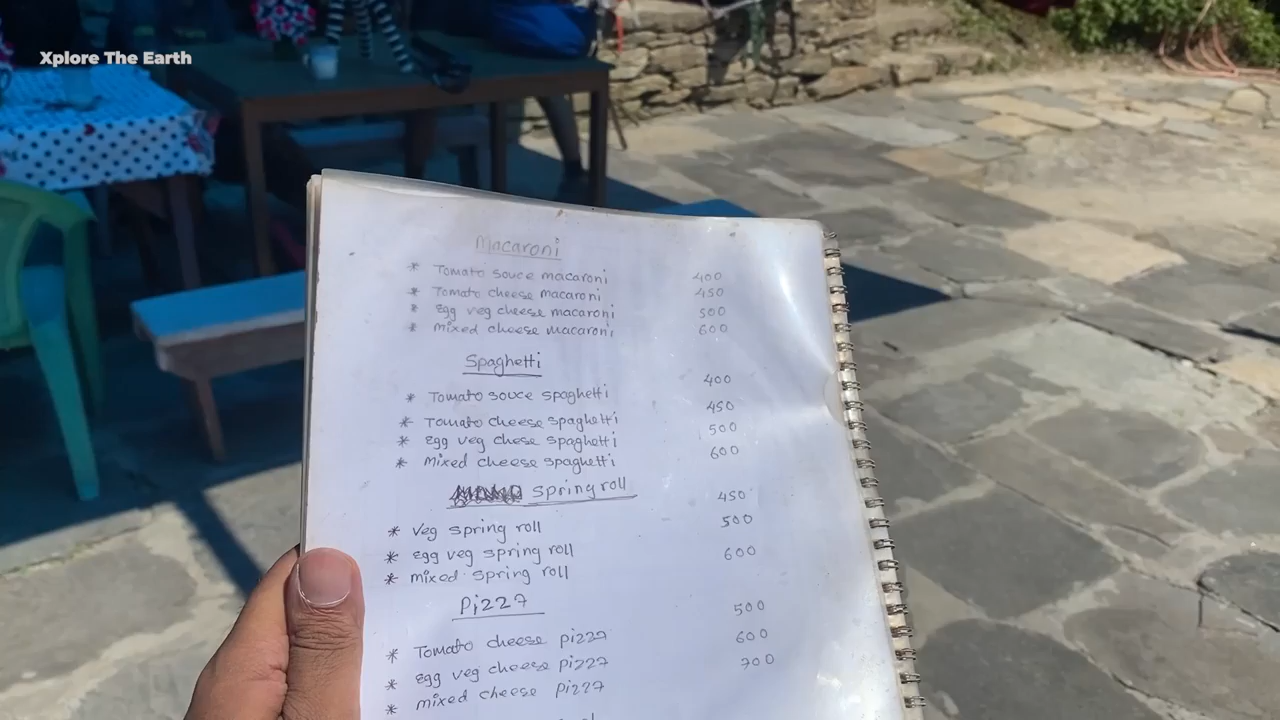 Xplore The Earth
Macaroni
* Tomato souce macaroni 400
* Tomato cheese macaroni 450
* Egg veg cheese macaroni 500
* mixed cheese macaroni 600
Spaghetti
* Tomato souce spaghetti 400
* Tomato cheese spaghetti 450
* Egg veg chese spaghetti 500
* mixed cheese spaghetti 600
spring roll
* veg spring roll 450
* Egg veg spring roll 500
* mixed spring roll 600
Pizza
* Tomato cheese pizza 500
* egg veg cheese pizza 600
* mixed cheese pizza 700